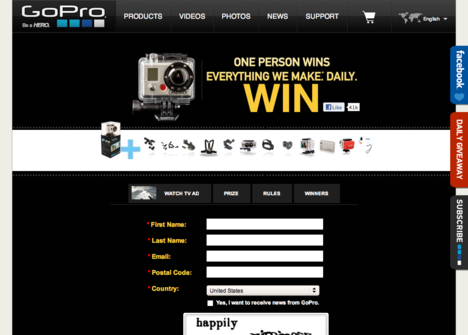 GoPro
Be a HERO.
PRODUCTS VIDEOS PHOTOS NEWS SUPPORT English
ONE PERSON WINS
EVERYTHING WE MAKE. DAILY.
WIN
Like 41k
facebook
DAILY GIVEAWAY
SUBSCRIBE
WATCH TV AD PRIZE RULES WINNERS
* First Name:
* Last Name:
* Email:
* Postal Code:
* Country: United States
Yes, I want to receive news from GoPro.
happily